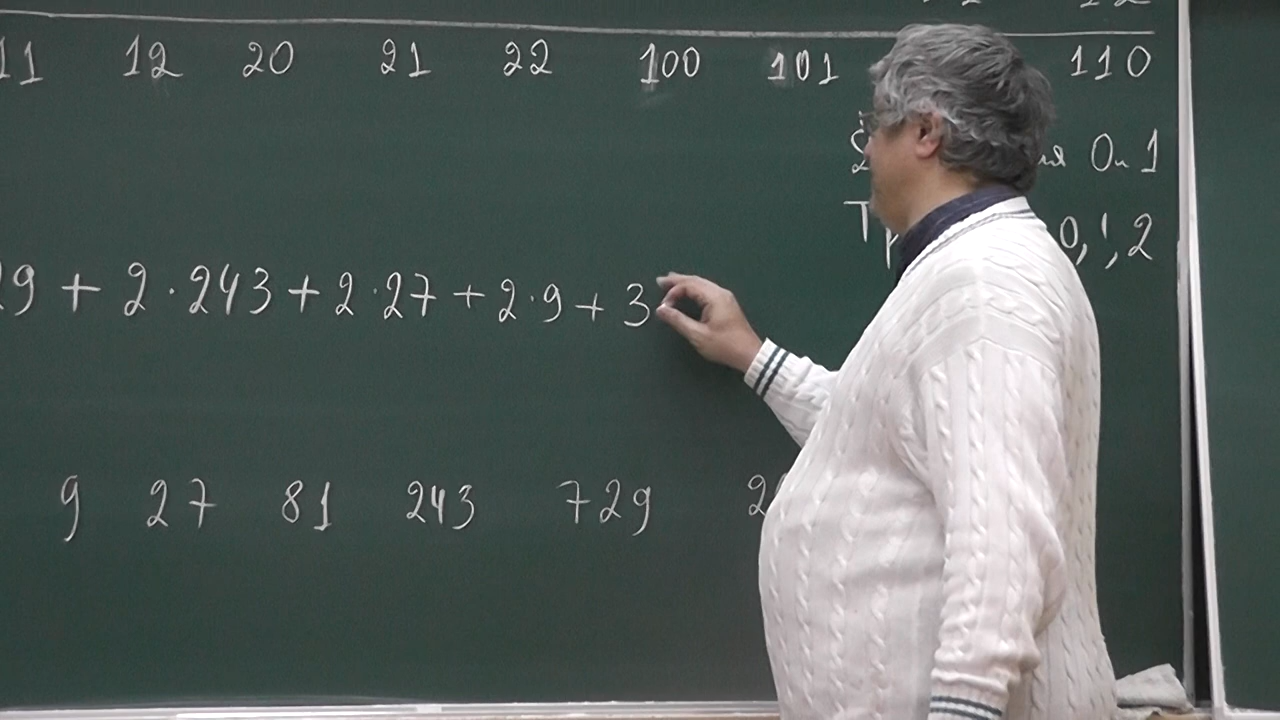 11 12 20 21 22 100 101 110
0 и 1
0, 1, 2
9 + 2 · 243 + 2 · 27 + 2 · 9 + 3
9 27 81 243 729